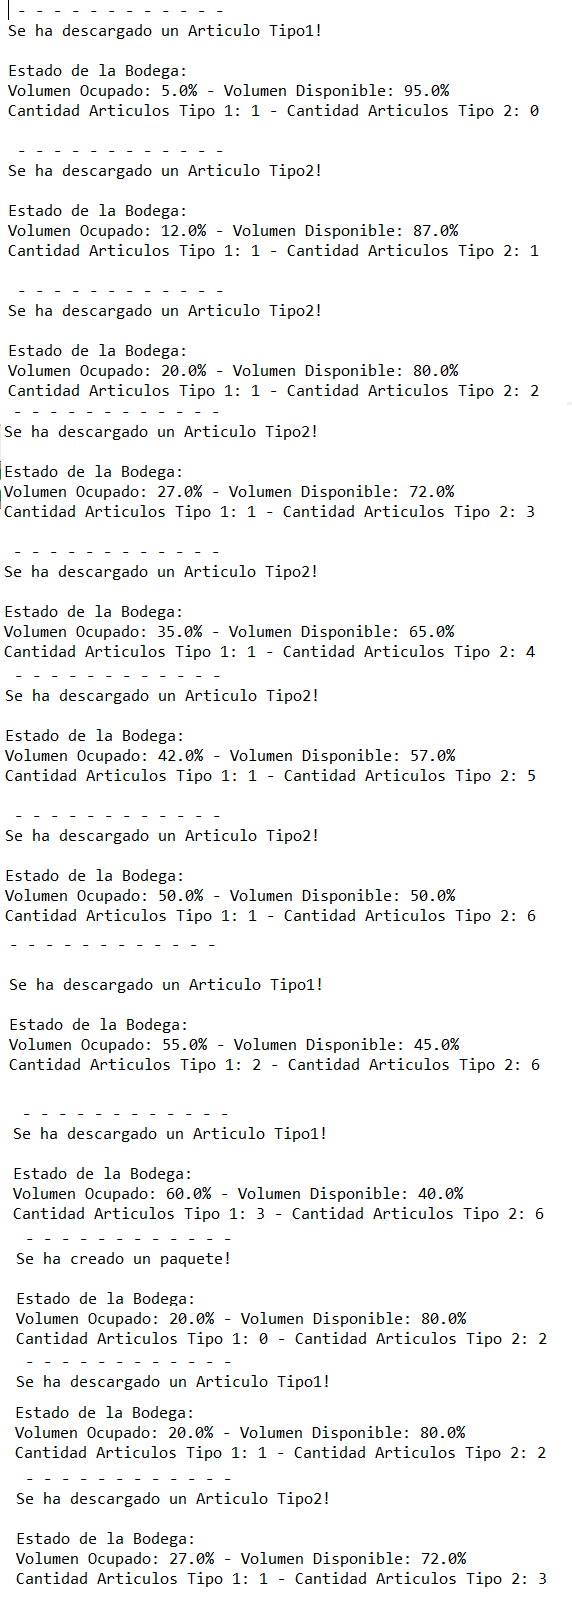 - - - - - - - - - - - -
Se ha descargado un Articulo Tipo1!
Estado de la Bodega:
Volumen Ocupado: 5.0% - Volumen Disponible: 95.0%
Cantidad Articulos Tipo 1: 1 - Cantidad Articulos Tipo 2: 0
- - - - - - - - - - - -
Se ha descargado un Articulo Tipo2!
Estado de la Bodega:
Volumen Ocupado: 12.0% - Volumen Disponible: 87.0%
Cantidad Articulos Tipo 1: 1 - Cantidad Articulos Tipo 2: 1
- - - - - - - - - - - -
Se ha descargado un Articulo Tipo2!
Estado de la Bodega:
Volumen Ocupado: 20.0% - Volumen Disponible: 80.0%
Cantidad Articulos Tipo 1: 1 - Cantidad Articulos Tipo 2: 2
- - - - - - - - - - - -
Se ha descargado un Articulo Tipo2!
Estado de la Bodega:
Volumen Ocupado: 27.0% - Volumen Disponible: 72.0%
Cantidad Articulos Tipo 1: 1 - Cantidad Articulos Tipo 2: 3
- - - - - - - - - - - -
Se ha descargado un Articulo Tipo2!
Estado de la Bodega:
Volumen Ocupado: 35.0% - Volumen Disponible: 65.0%
Cantidad Articulos Tipo 1: 1 - Cantidad Articulos Tipo 2: 4
- - - - - - - - - - - -
Se ha descargado un Articulo Tipo2!
Estado de la Bodega:
Volumen Ocupado: 42.0% - Volumen Disponible: 57.0%
Cantidad Articulos Tipo 1: 1 - Cantidad Articulos Tipo 2: 5
- - - - - - - - - - - -
Se ha descargado un Articulo Tipo2!
Estado de la Bodega:
Volumen Ocupado: 50.0% - Volumen Disponible: 50.0%
Cantidad Articulos Tipo 1: 1 - Cantidad Articulos Tipo 2: 6
- - - - - - - - - - - -
Se ha descargado un Articulo Tipo1!
Estado de la Bodega:
Volumen Ocupado: 55.0% - Volumen Disponible: 45.0%
Cantidad Articulos Tipo 1: 2 - Cantidad Articulos Tipo 2: 6
- - - - - - - - - - - -
Se ha descargado un Articulo Tipo1!
Estado de la Bodega:
Volumen Ocupado: 60.0% - Volumen Disponible: 40.0%
Cantidad Articulos Tipo 1: 3 - Cantidad Articulos Tipo 2: 6
- - - - - - - - - - - -
Se ha creado un paquete!
Estado de la Bodega:
Volumen Ocupado: 20.0% - Volumen Disponible: 80.0%
Cantidad Articulos Tipo 1: 0 - Cantidad Articulos Tipo 2: 2
- - - - - - - - - - - -
Se ha descargado un Articulo Tipo1!
Estado de la Bodega:
Volumen Ocupado: 20.0% - Volumen Disponible: 80.0%
Cantidad Articulos Tipo 1: 1 - Cantidad Articulos Tipo 2: 2
- - - - - - - - - - - -
Se ha descargado un Articulo Tipo2!
Estado de la Bodega:
Volumen Ocupado: 27.0% - Volumen Disponible: 72.0%
Cantidad Articulos Tipo 1: 1 - Cantidad Articulos Tipo 2: 3